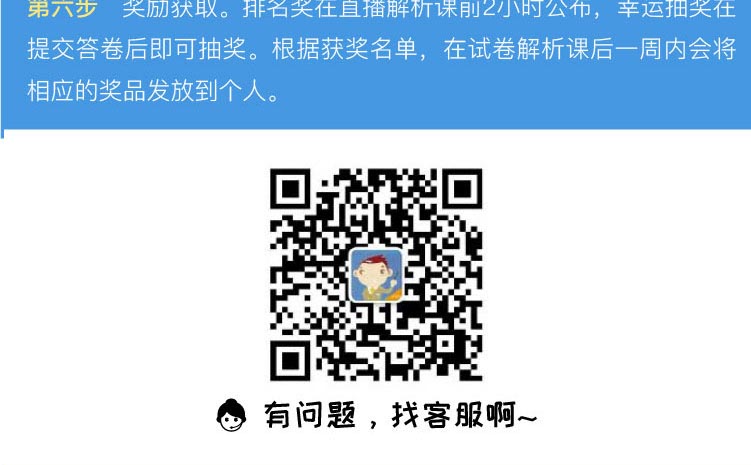 第六步 奖励获取。排名奖在直播解析课前2小时公布，幸运抽奖在
提交答卷后即可抽奖。根据获奖名单，在试卷解析课后一周内会将
相应的奖品发放到个人。
有问题，找客服啊~